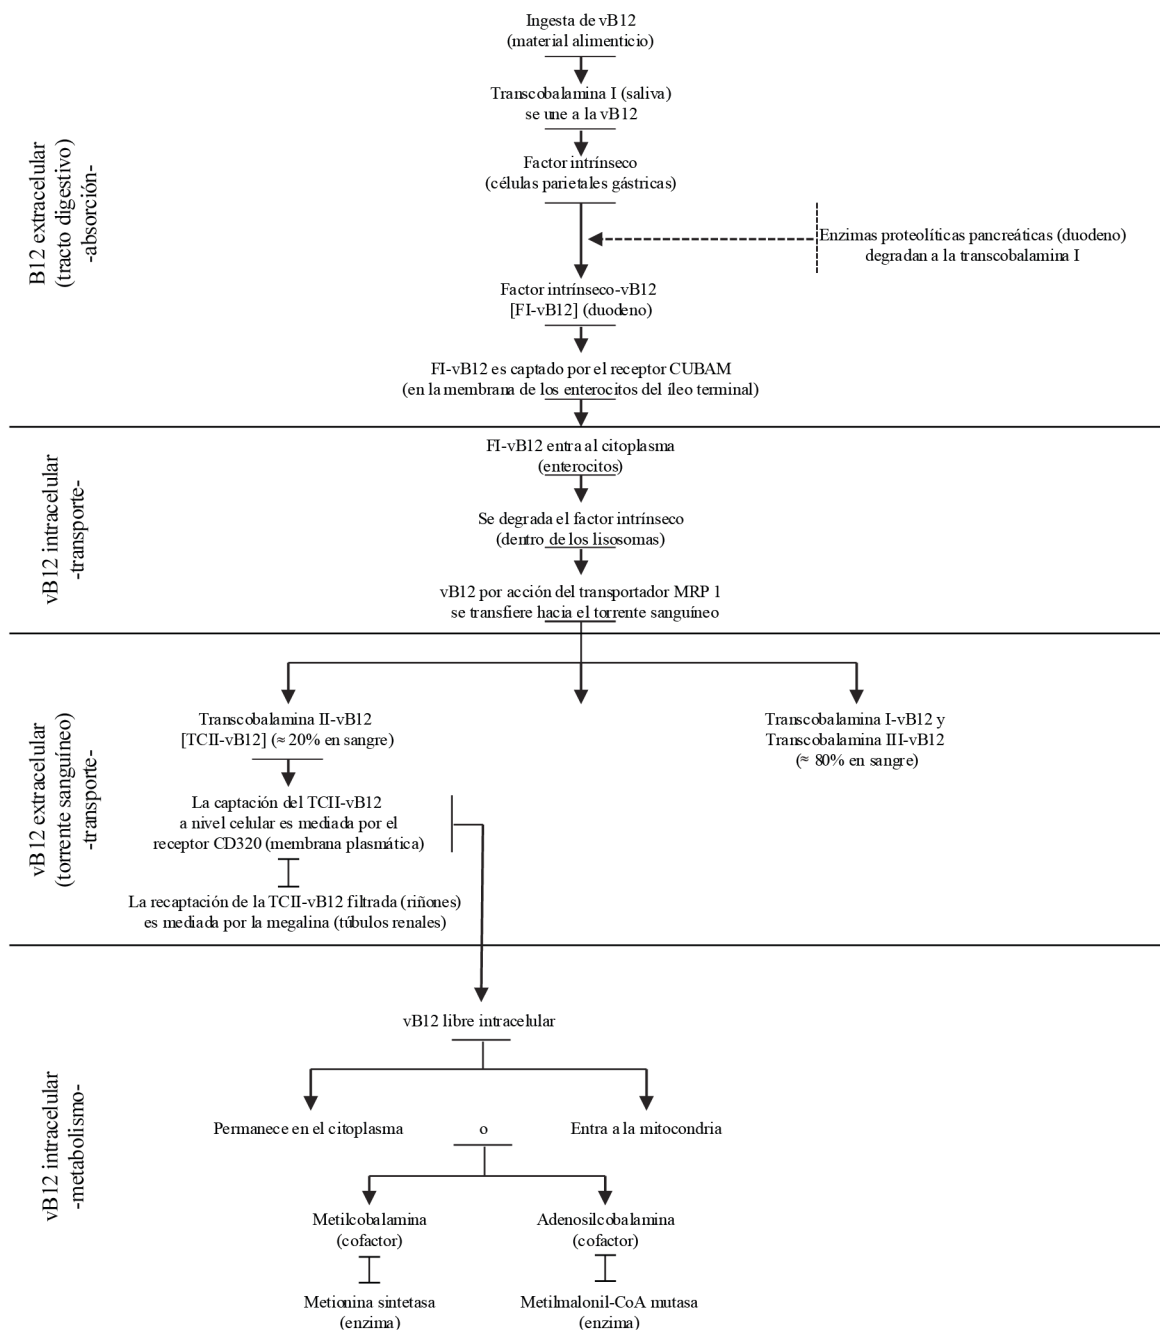 Ingesta de vB12
(material alimenticio)
Transcobalamina I (saliva)
se une a la vB12
Factor intrínseco
(células parietales gástricas)
Enzimas proteolíticas pancreáticas (duodeno)
degradan a la transcobalamina I
Factor intrínseco-vB12
[FI-vB12] (duodeno)
FI-vB12 es captado por el receptor CUBAM
(en la membrana de los enterocitos del íleo terminal)
B12 extracelular
(tracto digestivo)
-absorción-
FI-vB12 entra al citoplasma
(enterocitos)
Se degrada el factor intrínseco
(dentro de los lisosomas)
vB12 por acción del transportador MRP 1
se transfiere hacia el torrente sanguíneo
vB12 intracelular
-transporte-
Transcobalamina II-vB12
[TCII-vB12] (≈ 20% en sangre)
Transcobalamina I-vB12 y
Transcobalamina III-vB12
(≈ 80% en sangre)
La captación del TCII-vB12
a nivel celular es mediada por el
receptor CD320 (membrana plasmática)
La recaptación de la TCII-vB12 filtrada (riñones)
es mediada por la megalina (túbulos renales)
vB12 extracelular
(torrente sanguíneo)
-transporte-
vB12 libre intracelular
Permanece en el citoplasma
o
Entra a la mitocondria
Metilcobalamina
(cofactor)
Adenosilcobalamina
(cofactor)
Metionina sintetasa
(enzima)
Metilmalonil-CoA mutasa
(enzima)
vB12 intracelular
-metabolismo-